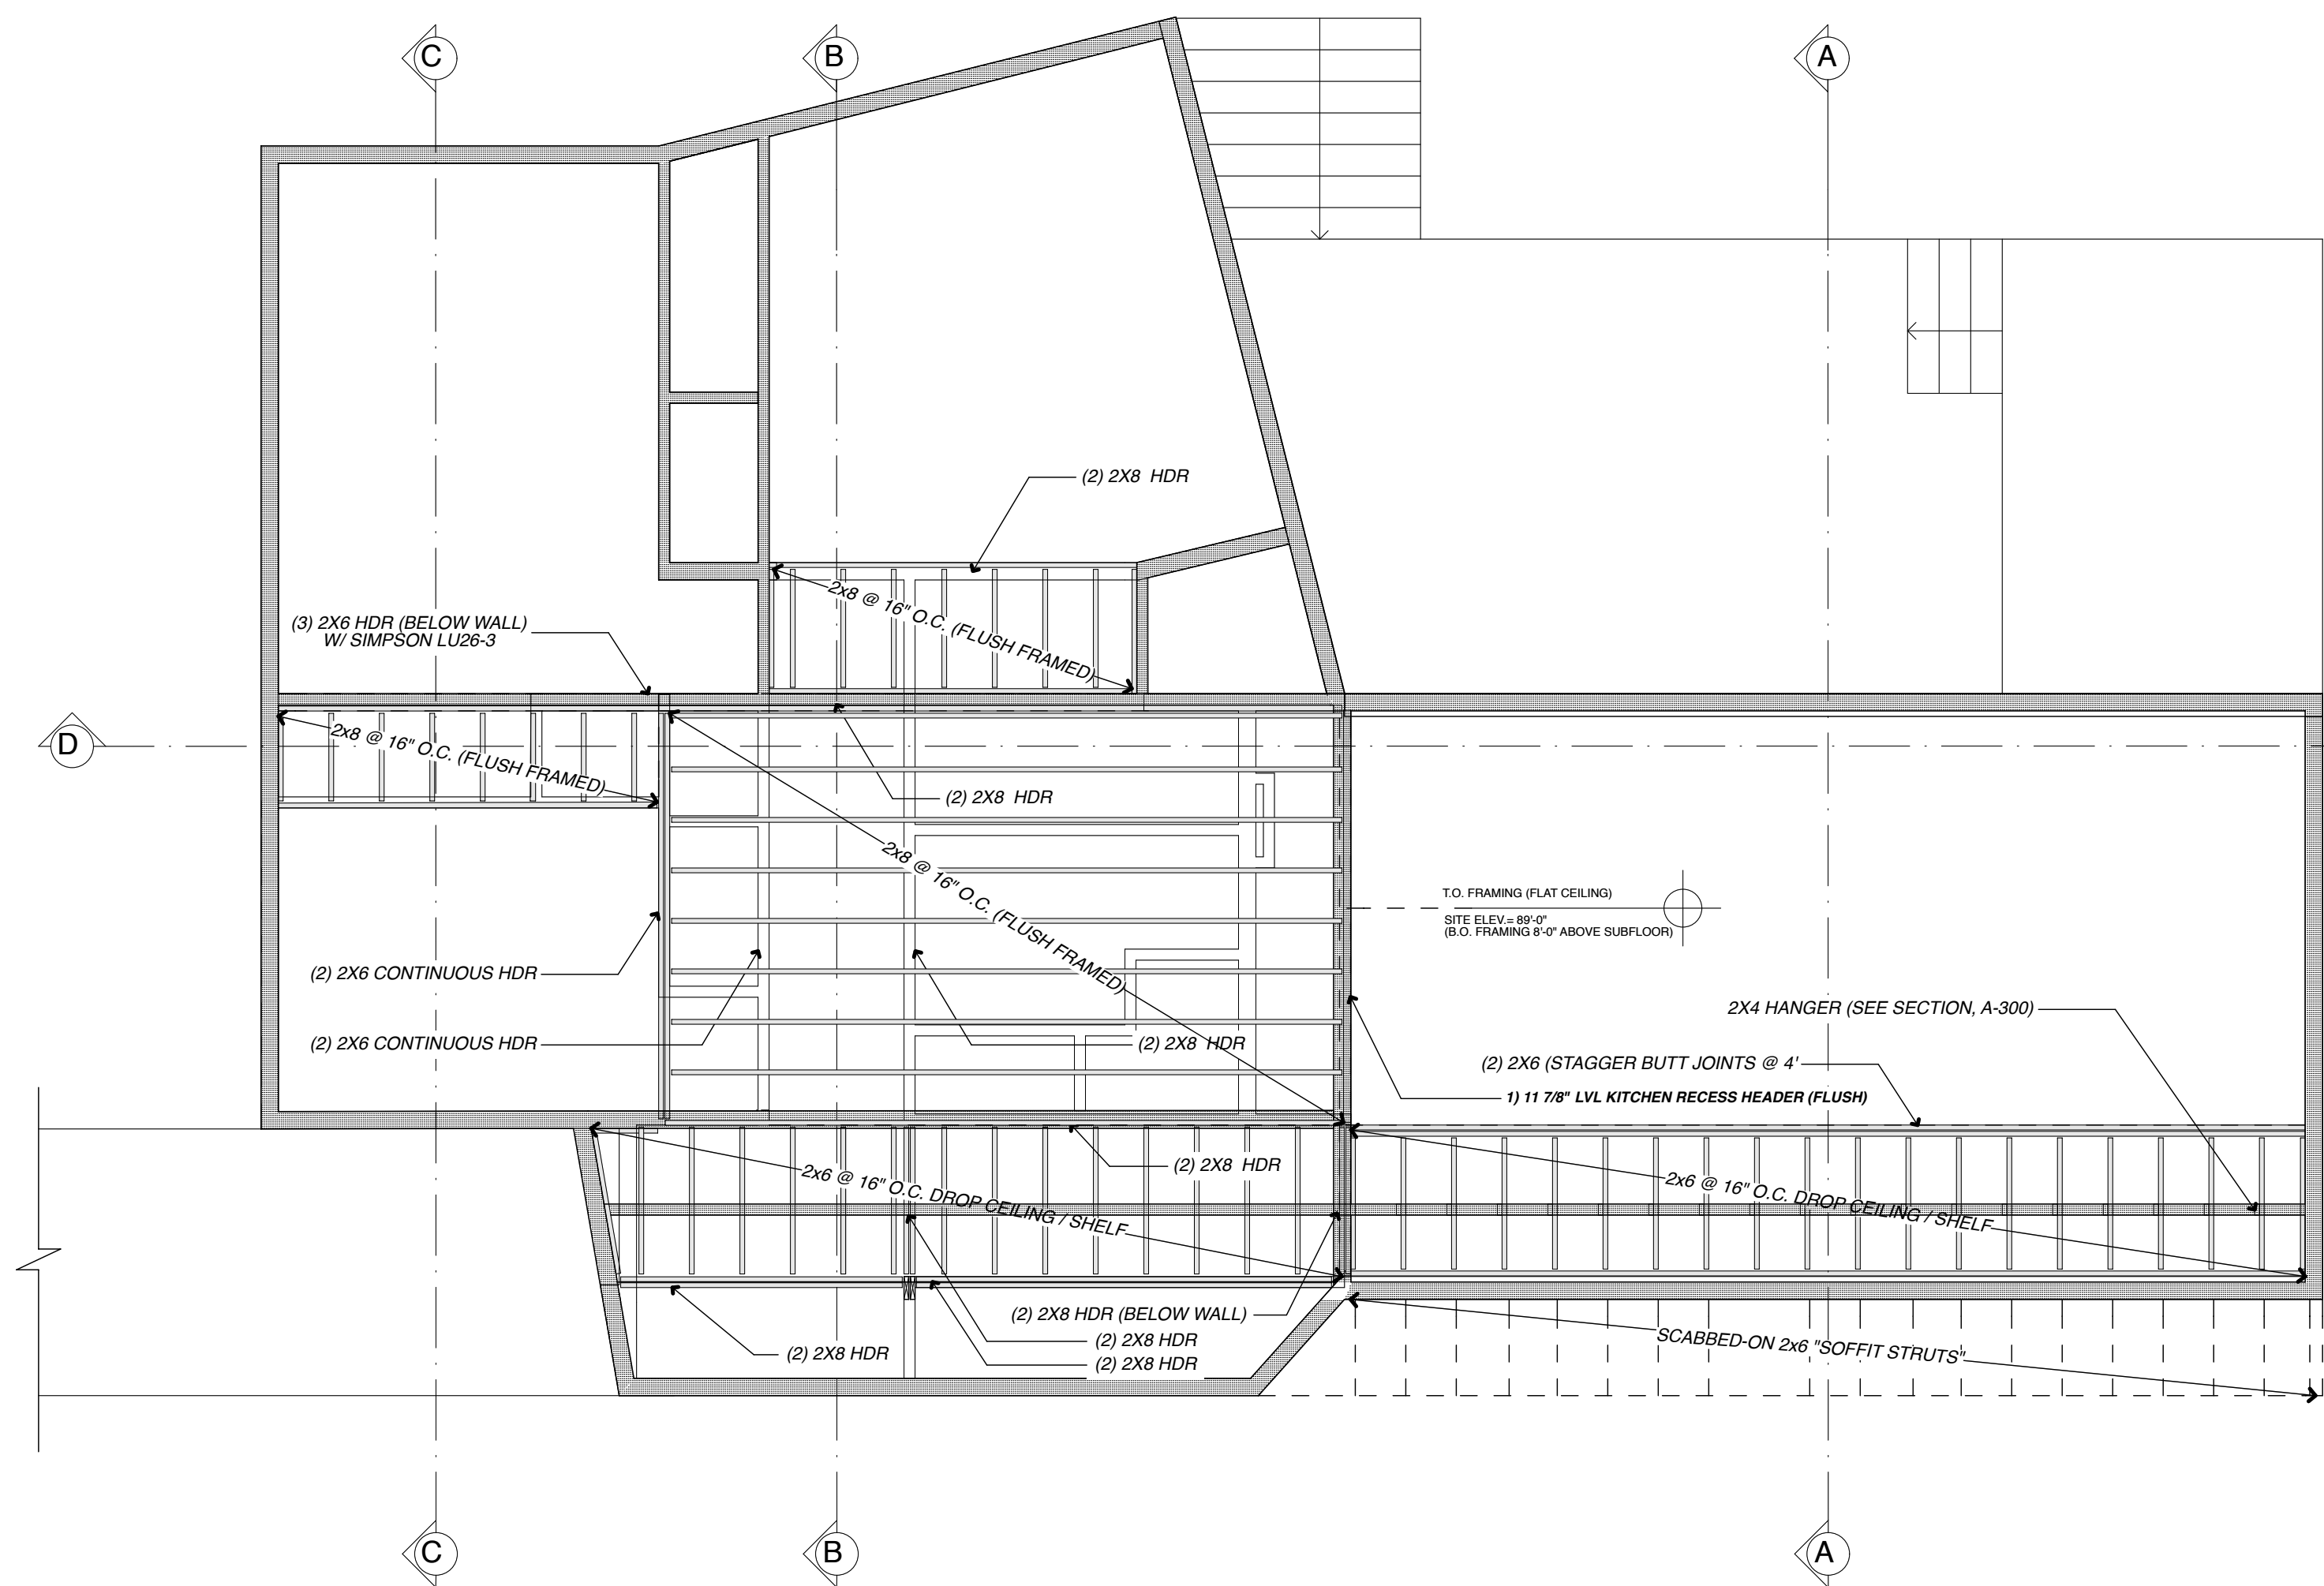 C
B
A
(2) 2X8 HDR
2x8 @ 16" O.C. (FLUSH FRAMED)
(3) 2X6 HDR (BELOW WALL)
W/ SIMPSON LU26-3
D
2x8 @ 16" O.C. (FLUSH FRAMED)
(2) 2X8 HDR
2x8 @ 16" O.C. (FLUSH FRAMED)
T.O. FRAMING (FLAT CEILING)
SITE ELEV.= 89'-0"
(B.O. FRAMING 8'-0" ABOVE SUBFLOOR)
(2) 2X6 CONTINUOUS HDR
2X4 HANGER (SEE SECTION, A-300)
(2) 2X6 CONTINUOUS HDR
(2) 2X8 HDR
(2) 2X6 (STAGGER BUTT JOINTS @ 4'
1) 11 7/8" LVL KITCHEN RECESS HEADER (FLUSH)
(2) 2X8 HDR
2x6 @ 16" O.C. DROP CEILING / SHELF
2x6 @ 16" O.C. DROP CEILING / SHELF
(2) 2X8 HDR (BELOW WALL)
(2) 2X8 HDR
(2) 2X8 HDR
(2) 2X8 HDR
SCABBED-ON 2x6 "SOFFIT STRUTS"
C
B
A